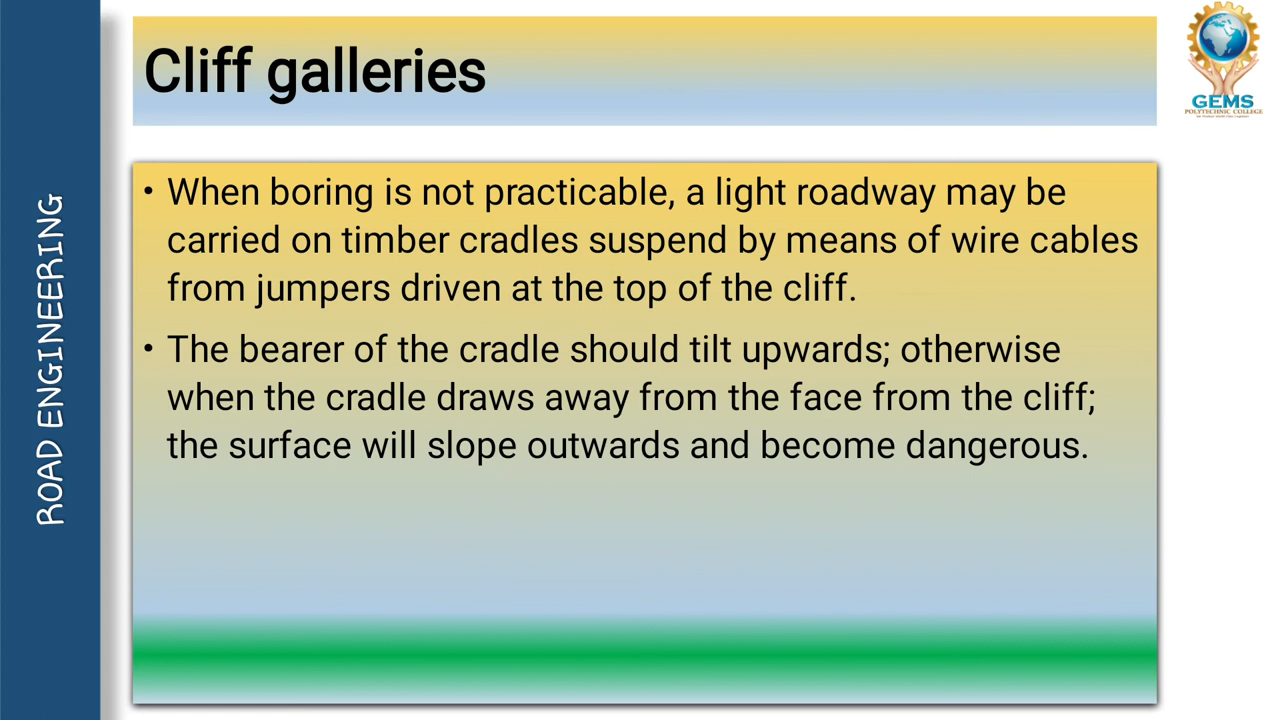 Cliff galleries
GEMS
POLYTECHNIC COLLEGE
ROAD ENGINEERING
• When boring is not practicable, a light roadway may be
carried on timber cradles suspend by means of wire cables
from jumpers driven at the top of the cliff.
• The bearer of the cradle should tilt upwards; otherwise
when the cradle draws away from the face from the cliff;
the surface will slope outwards and become dangerous.